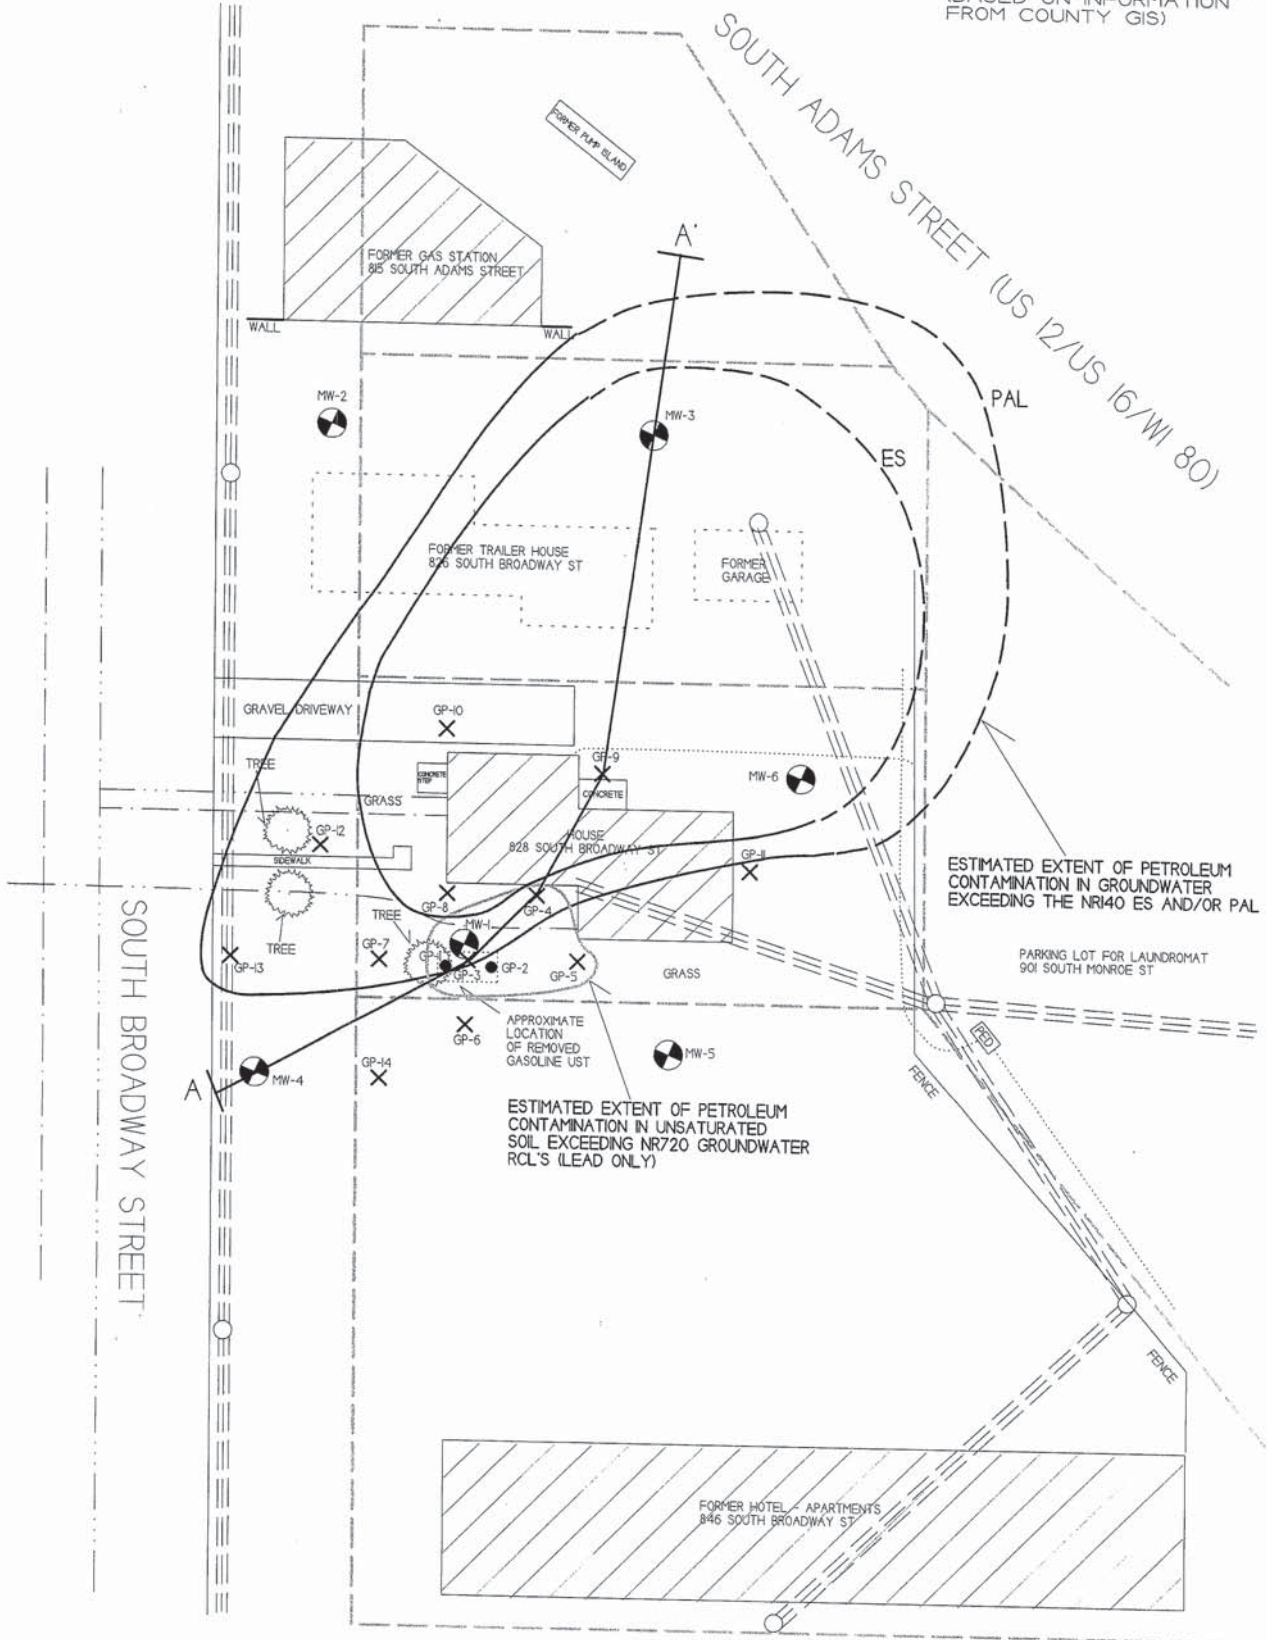 FROM COUNTY GIS)
SOUTH ADAMS STREET (US 12/US 16/WI 80)
FORMER PUMP ISLAND
A'
FORMER GAS STATION
815 SOUTH ADAMS STREET
WALL
WALL
PAL
MW-2
MW-3
ES
FORMER TRAILER HOUSE
826 SOUTH BROADWAY ST
FORMER
GARAGE
GRAVEL DRIVEWAY
GP-10
TREE
GP-9
CONCRETE
STEP
MW-6
CONCRETE
GRASS
GP-12
HOUSE
828 SOUTH BROADWAY ST
SIDEWALK
GP-11
ESTIMATED EXTENT OF PETROLEUM
CONTAMINATION IN GROUNDWATER
EXCEEDING THE NR140 ES AND/OR PAL
GP-8
GP-4
TREE
MW-1
TREE
GP-7
GP-1
GP-13
GP-3
GP-2
GP-5
GRASS
PARKING LOT FOR LAUNDROMAT
901 SOUTH MONROE ST
SOUTH BROADWAY STREET
APPROXIMATE
LOCATION
OF REMOVED
GASOLINE UST
GP-6
PED
MW-5
GP-14
A
MW-4
FENCE
ESTIMATED EXTENT OF PETROLEUM
CONTAMINATION IN UNSATURATED
SOIL EXCEEDING NR720 GROUNDWATER
RCL'S (LEAD ONLY)
FENCE
FORMER HOTEL - APARTMENTS
846 SOUTH BROADWAY ST